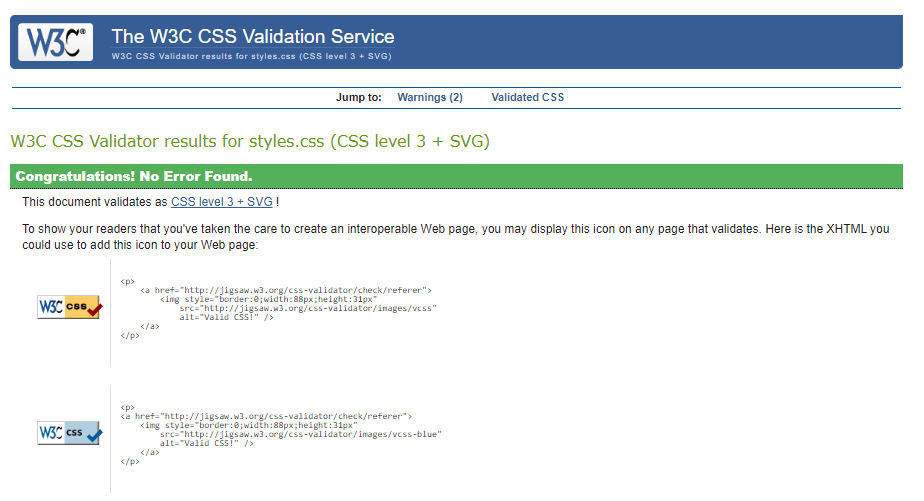 W3C®
The W3C CSS Validation Service
W3C CSS Validator results for styles.css (CSS level 3 + SVG)
Jump to: Warnings (2) Validated CSS
W3C CSS Validator results for styles.css (CSS level 3 + SVG)
Congratulations! No Error Found.
This document validates as CSS level 3 + SVG !
To show your readers that you've taken the care to create an interoperable Web page, you may display this icon on any page that validates. Here is the XHTML you
could use to add this icon to your Web page:
W3C css
<p>
<a href="http://jigsaw.w3.org/css-validator/check/referer">
<img style="border:0;width:88px;height:31px"
src="http://jigsaw.w3.org/css-validator/images/vcss"
alt="Valid CSS!" />
</a>
</p>
W3C css
<p>
<a href="http://jigsaw.w3.org/css-validator/check/referer">
<img style="border:0;width:88px;height:31px"
src="http://jigsaw.w3.org/css-validator/images/vcss-blue"
alt="Valid CSS!" />
</a>
</p>